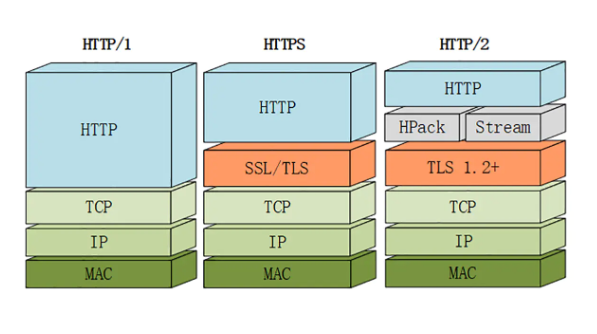 HTTP/1
HTTPS
HTTP/2
HTTP
TCP
IP
MAC
HTTP
SSL/TLS
TCP
IP
MAC
HTTP
HPack
Stream
TLS 1.2+
TCP
IP
MAC